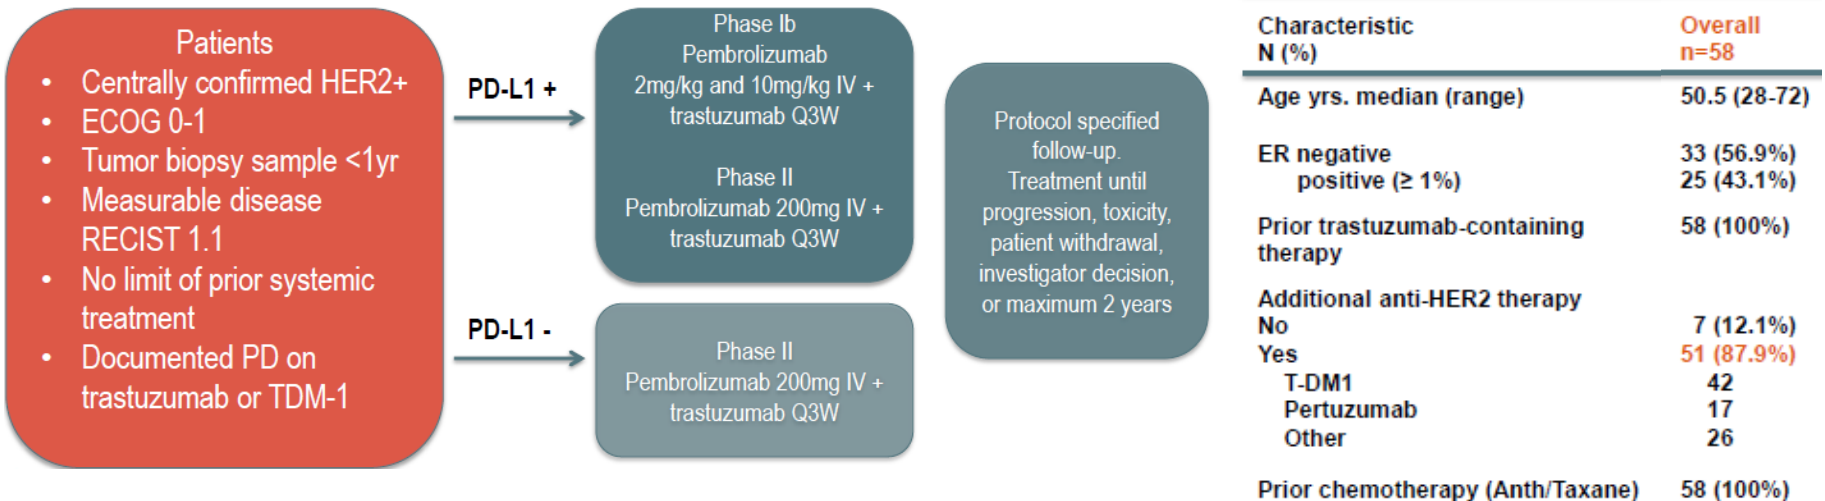 Patients
• Centrally confirmed HER2+
• ECOG 0-1
• Tumor biopsy sample <1yr
• Measurable disease
RECIST 1.1
• No limit of prior systemic
treatment
• Documented PD on
trastuzumab or TDM-1
PD-L1 +
PD-L1 -
Phase Ib
Pembrolizumab
2mg/kg and 10mg/kg IV +
trastuzumab Q3W
Phase II
Pembrolizumab 200mg IV +
trastuzumab Q3W
Phase II
Pembrolizumab 200mg IV +
trastuzumab Q3W
Protocol specified
follow-up.
Treatment until
progression, toxicity,
patient withdrawal,
investigator decision,
or maximum 2 years
Characteristic Overall
N (%) n=58
Age yrs. median (range) 50.5 (28-72)
ER negative 33 (56.9%)
positive (≥ 1%) 25 (43.1%)
Prior trastuzumab-containing 58 (100%)
therapy
Additional anti-HER2 therapy
No 7 (12.1%)
Yes 51 (87.9%)
T-DM1 42
Pertuzumab 17
Other 26
Prior chemotherapy (Anth/Taxane) 58 (100%)